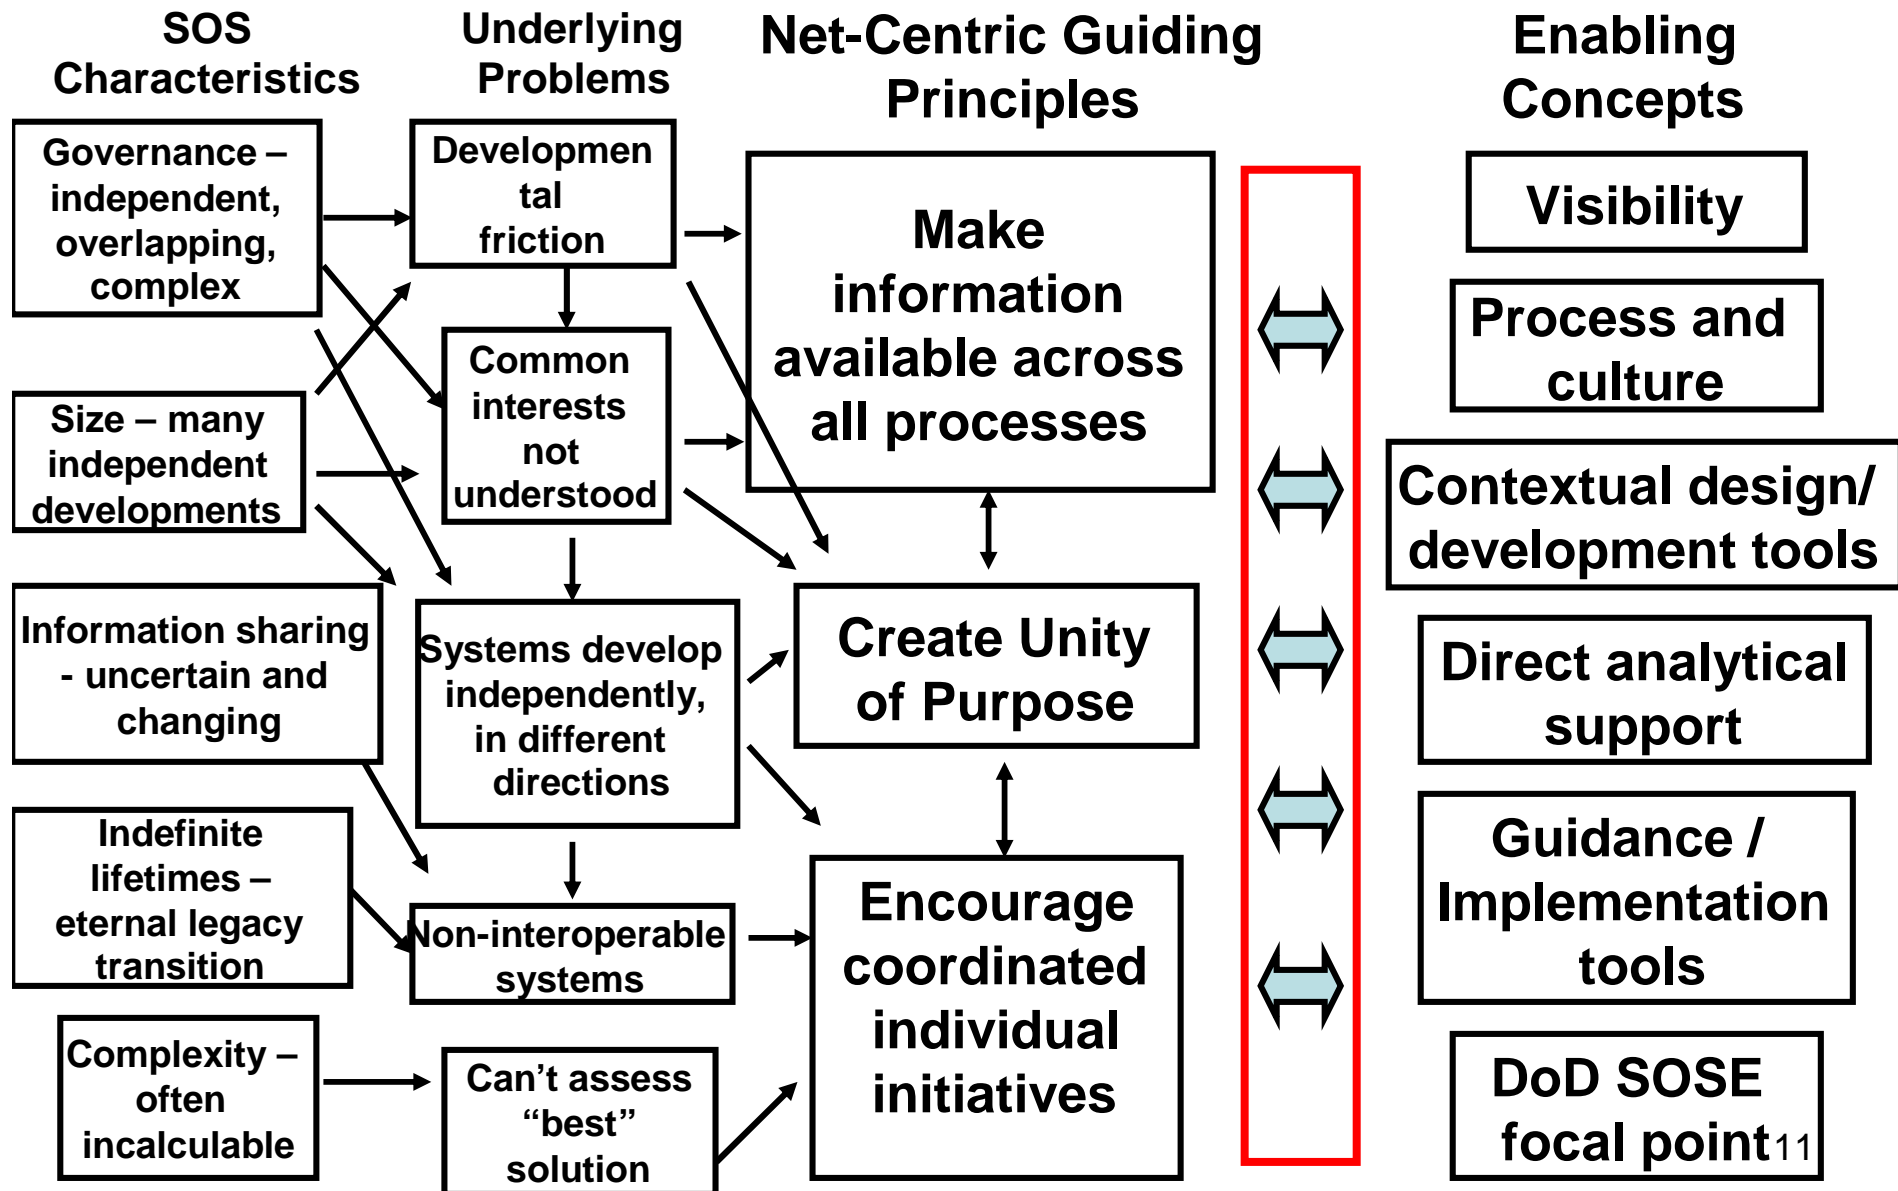 SOS
Characteristics
Governance –
independent,
overlapping,
complex
Size – many
independent
developments
Information sharing
- uncertain and
changing
Indefinite
lifetimes –
eternal legacy
transition
Complexity –
often
incalculable
Underlying
Problems
Developmen
tal
friction
Common
interests
not
understood
Systems develop
independently,
in different
directions
Non-interoperable
systems
Can’t assess
“best”
solution
Net-Centric Guiding
Principles
Make
information
available across
all processes
Create Unity
of Purpose
Encourage
coordinated
individual
initiatives
Enabling
Concepts
Visibility
Process and
culture
Contextual design/
development tools
Direct analytical
support
Guidance /
Implementation
tools
DoD SOSE
focal point
11